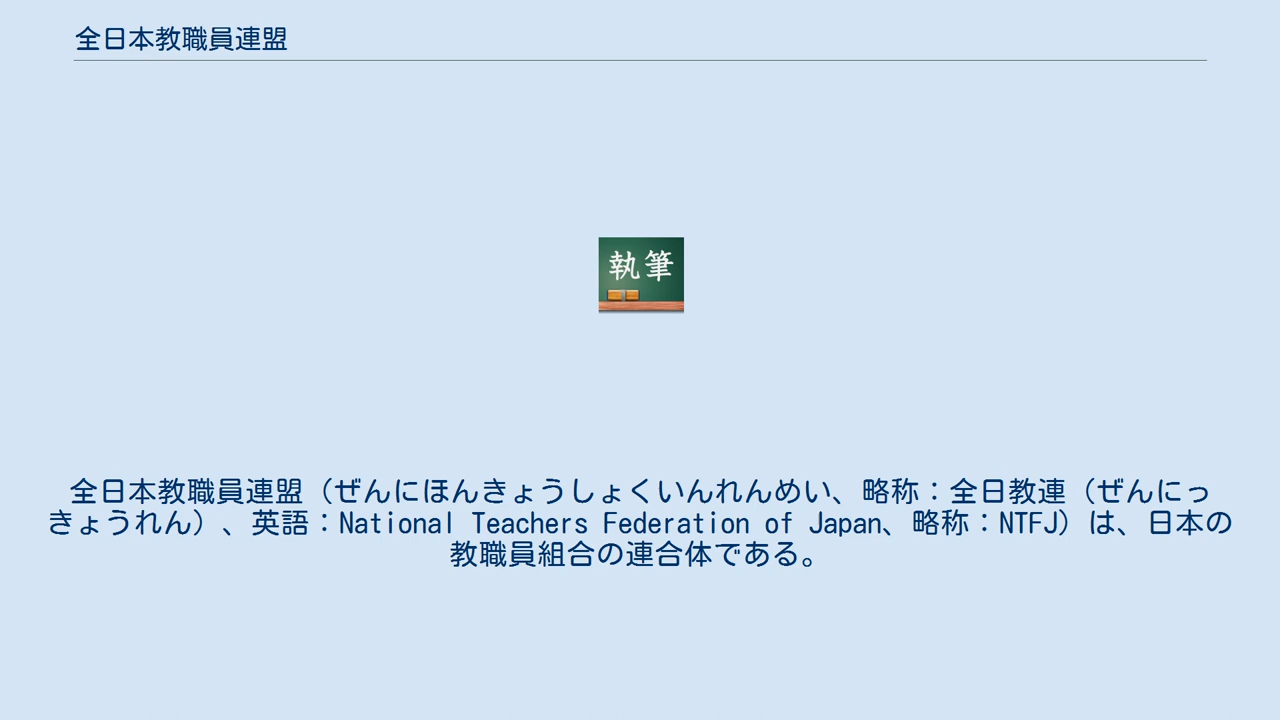 全日本教職員連盟
執筆
全日本教職員連盟（ぜんにほんきょうしょくいんれんめい、略称：全日教連（ぜんにっ
きょうれん）、英語：National Teachers Federation of Japan、略称：NTFJ）は、日本の
教職員組合の連合体である。